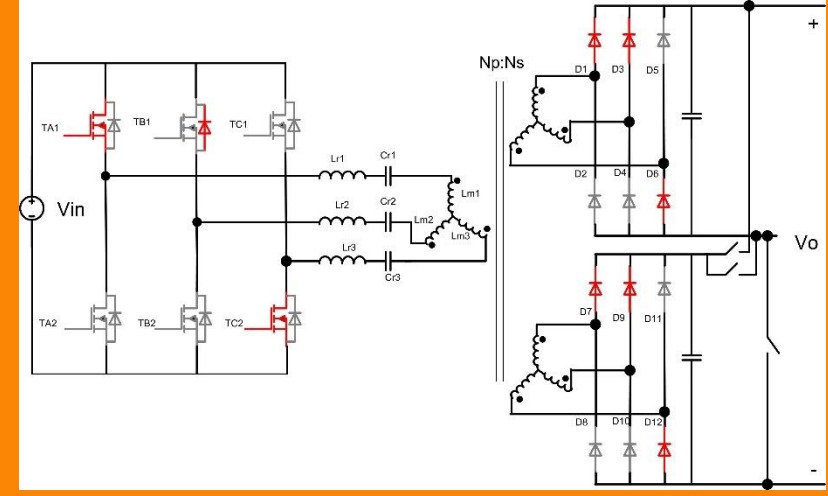 Np:Ns
+
D1
D3
D5
TA1
TB1
TC1
Lr1
Cr1
D2
D4
D6
Lm1
Vin
Lr2
Cr2
Lm2
Lm3
Vo
Lr3
Cr3
D7
D9
D11
TA2
TB2
TC2
D8
D10
D12
-